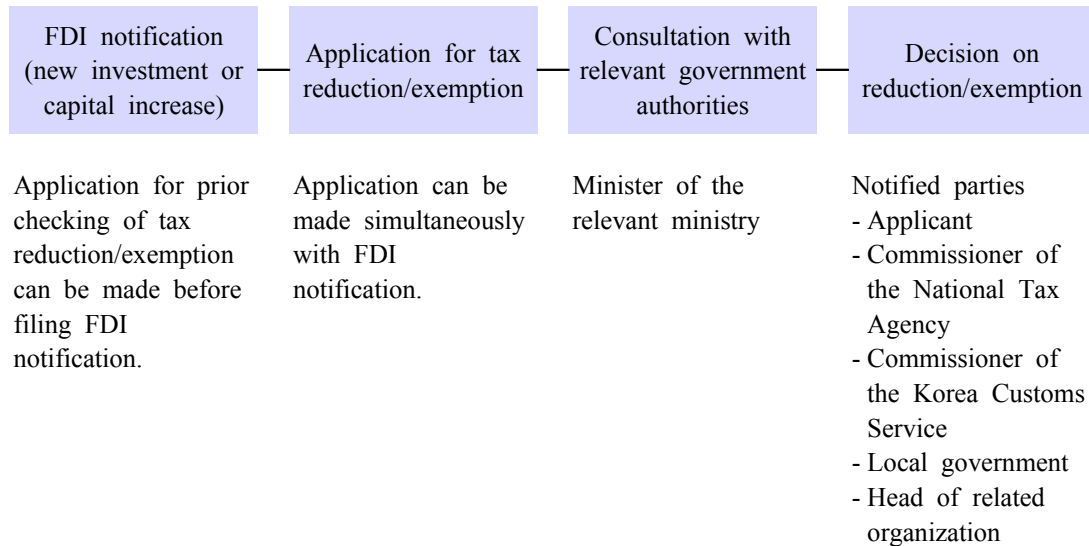 FDI notification
(new investment or
capital increase)
Application for tax
reduction/exemption
Consultation with
relevant government
authorities
Decision on
reduction/exemption
Application for prior
checking of tax
reduction/exemption
can be made before
filing FDI
notification.
Application can be
made simultaneously
with FDI
notification.
Minister of the
relevant ministry
Notified parties
- Applicant
- Commissioner of
the National Tax
Agency
- Commissioner of
the Korea Customs
Service
- Local government
- Head of related
organization